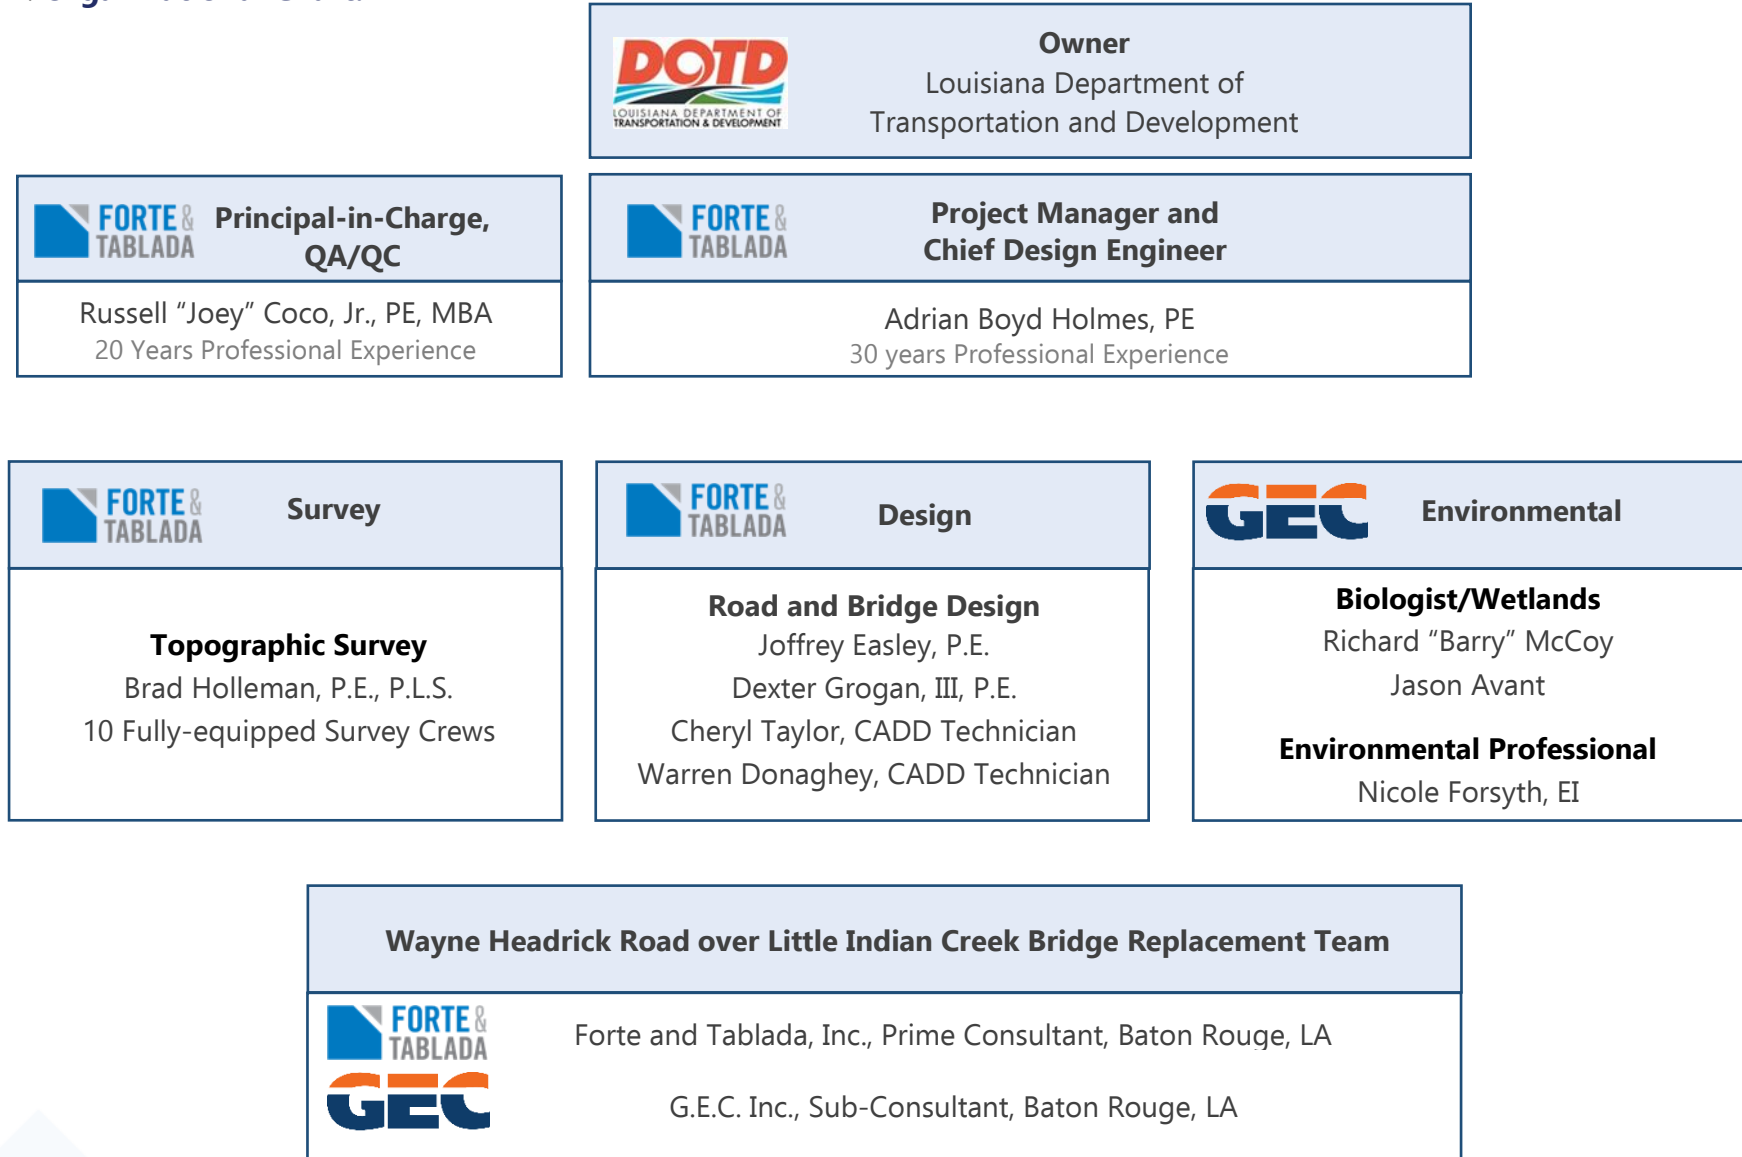 Owner
DOTD
LOUISIANA DEPARTMENT OF
TRANSPORTATION & DEVELOPMENT
Louisiana Department of
Transportation and Development
FORTE &
TABLADA
Principal-in-Charge,
QA/QC
Russell “Joey” Coco, Jr., PE, MBA
20 Years Professional Experience
FORTE &
TABLADA
Project Manager and
Chief Design Engineer
Adrian Boyd Holmes, PE
30 years Professional Experience
FORTE &
TABLADA
Survey
Topographic Survey
Brad Holleman, P.E., P.L.S.
10 Fully-equipped Survey Crews
FORTE &
TABLADA
Design
Road and Bridge Design
Joffrey Easley, P.E.
Dexter Grogan, III, P.E.
Cheryl Taylor, CADD Technician
Warren Donaghey, CADD Technician
GEC
Environmental
Biologist/Wetlands
Richard “Barry” McCoy
Jason Avant
Environmental Professional
Nicole Forsyth, EI
Wayne Headrick Road over Little Indian Creek Bridge Replacement Team
FORTE &
TABLADA
Forte and Tablada, Inc., Prime Consultant, Baton Rouge, LA
GEC
G.E.C. Inc., Sub-Consultant, Baton Rouge, LA